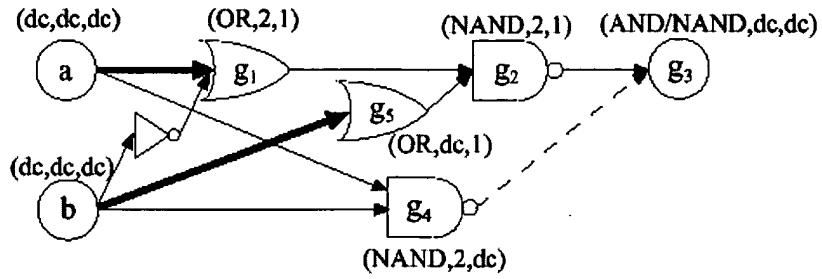 (dc,dc,dc)
(OR,2,1)
(NAND,2,1)
(AND/NAND,dc,dc)
a
g1
g2
g3
g5
(OR,dc,1)
(dc,dc,dc)
b
g4
(NAND,2,dc)